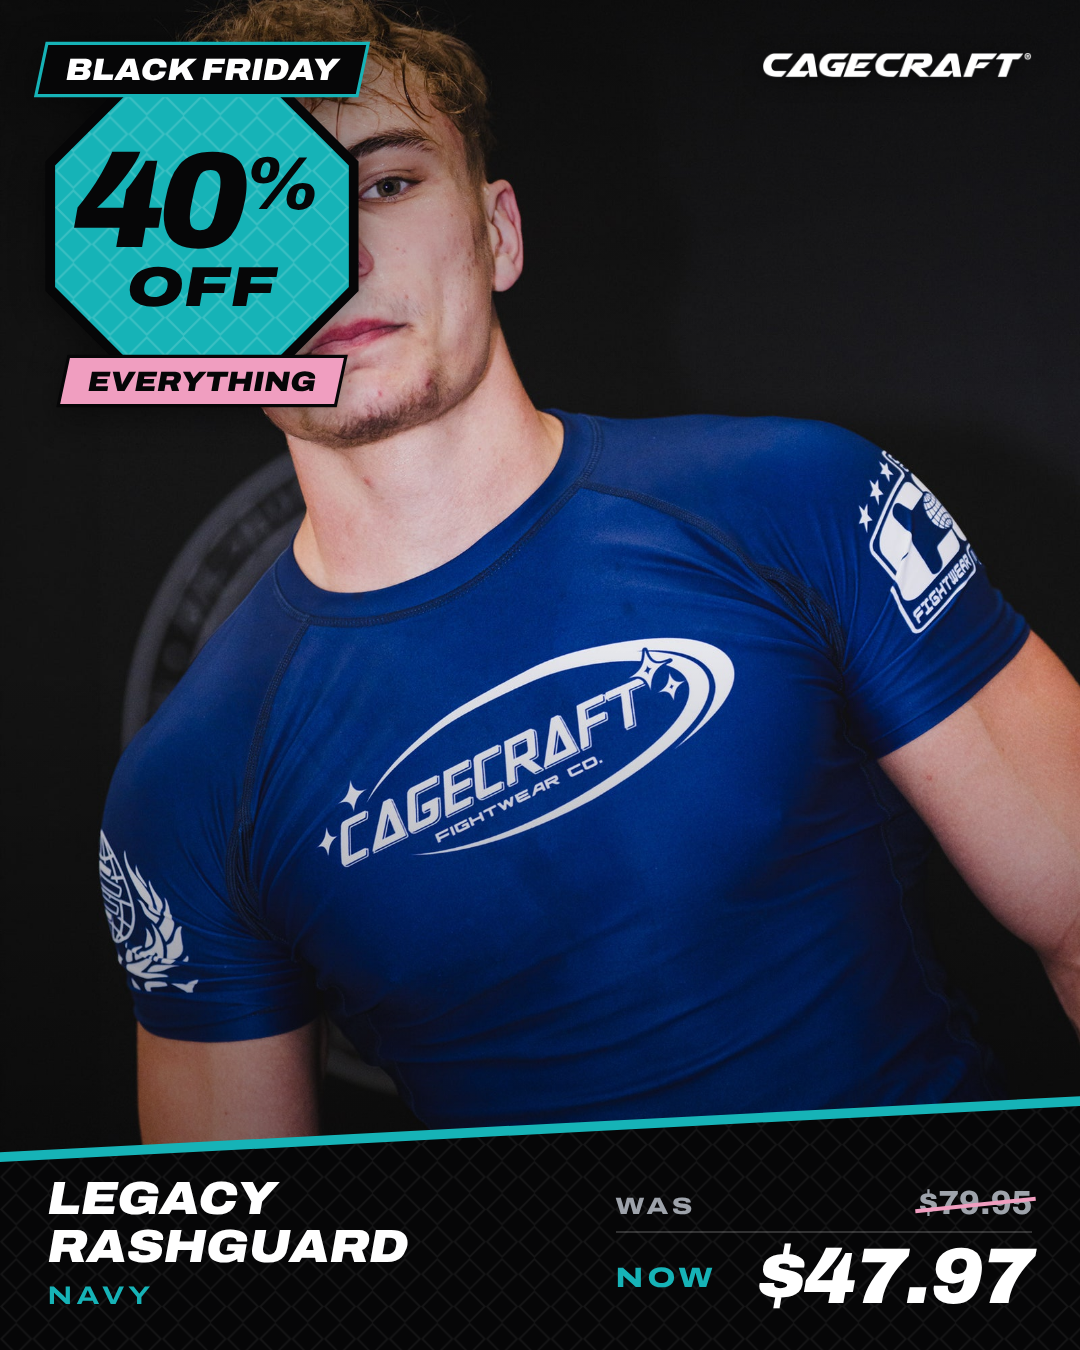 BLACK FRIDAY
CAGECRAFT®
40%
OFF
EVERYTHING
FIGHTWEAR
CAGECRAFT
FIGHTWEAR CO.
LEGACY
RASHGUARD
NAVY
WAS $79.95
NOW $47.97